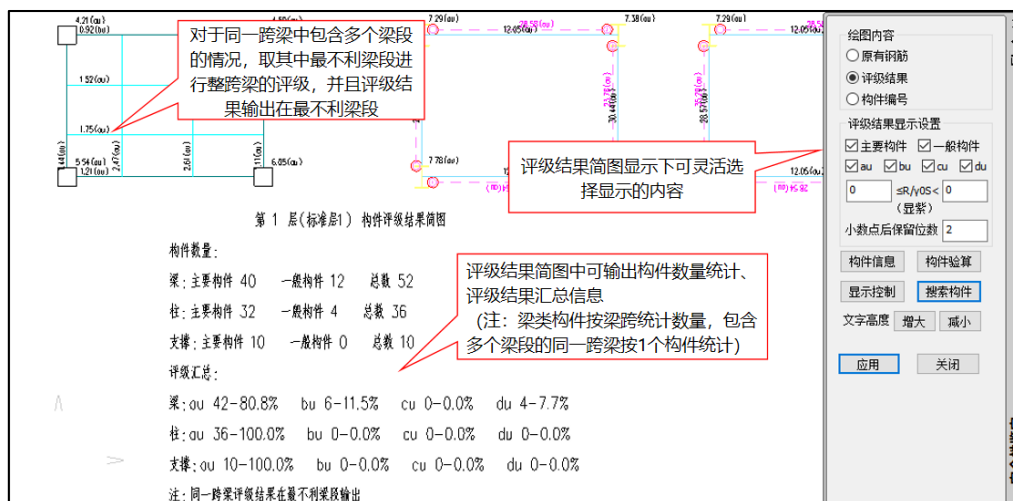 4.21(au)
0.92(bu)
1.52(au)
1.75(au)
2.47(au)
2.61(au)
5.54(au)
1.21(du)
6.05(au)
对于同一跨梁中包含多个梁段
的情况，取其中最不利梁段进
行整跨梁的评级，并且评级结
果输出在最不利梁段
7.29(au)
12.05(au)
7.38(au)
7.29(au)
12.05(au)
30.44(au)
28.57(au)
7.78(au)
12.05(au)
评级结果简图显示下可灵活选
择显示的内容
第 1 层(标准层1) 构件评级结果简图
构件数量:
梁:主要构件 40 一般构件 12 总数 52
柱:主要构件 32 一般构件 4 总数 36
支撑:主要构件 10 一般构件 0 总数 10
评级汇总:
梁:au 42-80.8% bu 6-11.5% cu 0-0.0% du 4-7.7%
柱:au 36-100.0% bu 0-0.0% cu 0-0.0% du 0-0.0%
支撑:au 10-100.0% bu 0-0.0% cu 0-0.0% du 0-0.0%
注:同一跨梁评级结果在最不利梁段输出
评级结果简图中可输出构件数量统计、
评级结果汇总信息
（注：梁类构件按梁跨统计数量，包含
多个梁段的同一跨梁按1个构件统计）
绘图内容
原有钢筋
评级结果
构件编号
评级结果显示设置
主要构件 一般构件
au bu cu du
0 ≤R/γ0S< 0
(显紫)
小数点后保留位数 2
构件信息 构件验算
显示控制 搜索构件
文字高度 增大 减小
应用 关闭